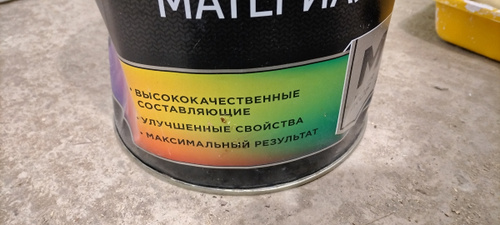 • ВЫСОКОКАЧЕСТВЕННЫЕ
СОСТАВЛЯЮЩИЕ
• УЛУЧШЕННЫЕ СВОЙСТВА
• МАКСИМАЛЬНЫЙ РЕЗУЛЬТАТ